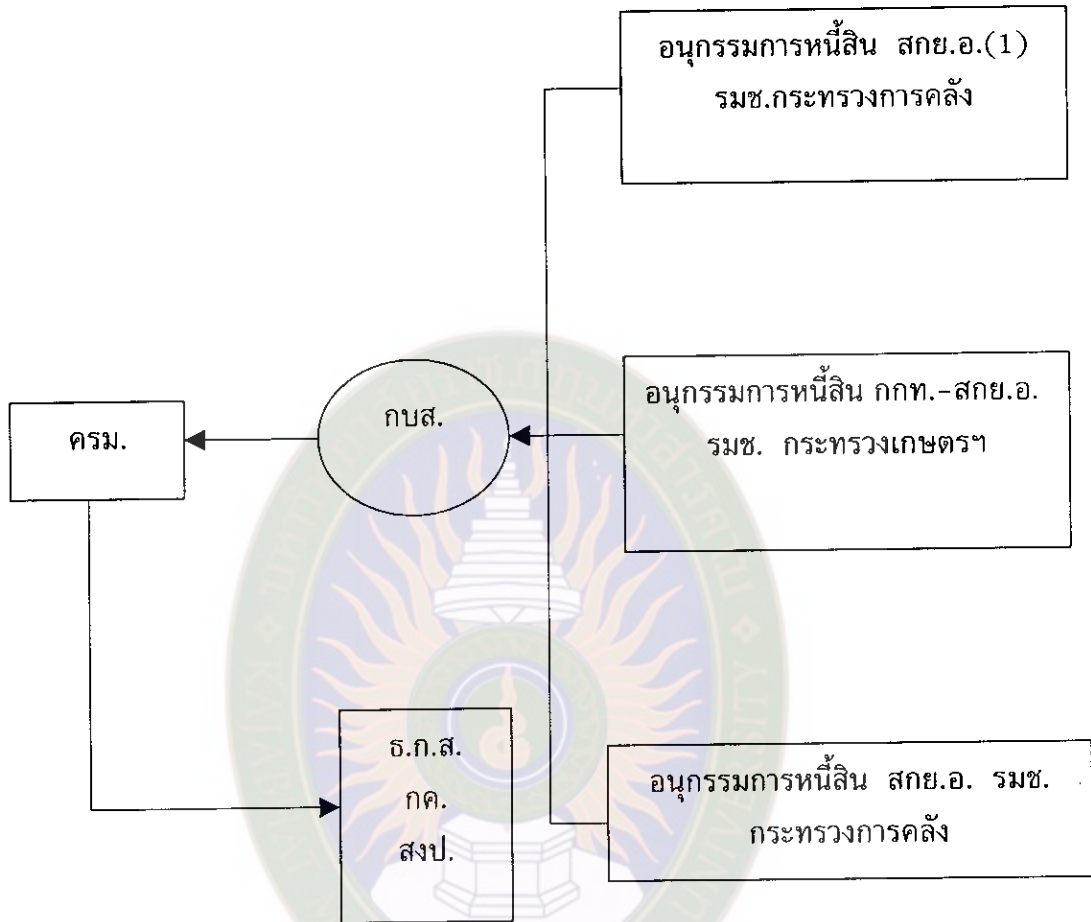 อนุกรรมการหนี้สิน สกย.อ.(1)
รมช.กระทรวงการคลัง
อนุกรรมการหนี้สิน กกท.-สกย.อ.
รมช. กระทรวงเกษตรฯ
กบส.
ครม.
ธ.ก.ส.
กค.
สงป.
อนุกรรมการหนี้สิน สกย.อ. รมช.
กระทรวงการคลัง